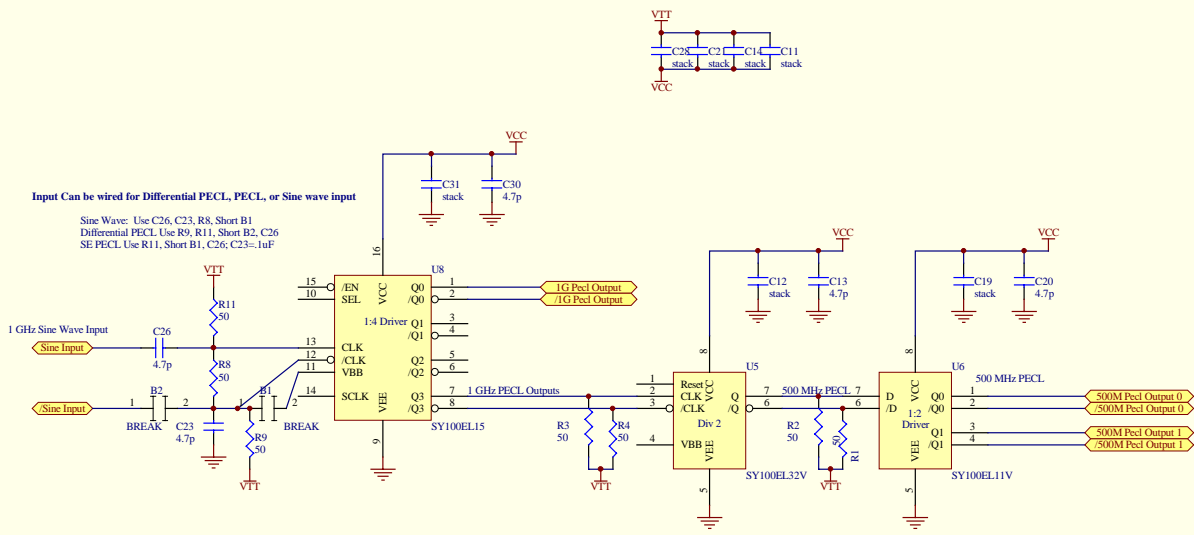 VTT
C28 C21 C14 C11
stack stack stack stack
VCC
VCC
C31
stack
C30
4.7p
Input Can be wired for Differential PECL, PECL, or Sine wave input
Sine Wave: Use C26, C23, R8, Short B1
Differential PECL Use R9, R11, Short B2, C26
SE PECL Use R11, Short B1, C26; C23=.1uF
VTT
R11
50
1 GHz Sine Wave Input
Sine Input
C26
4.7p
R8
50
/Sine Input
1 B2 2
BREAK
C23
4.7p
1 B1 2
BREAK
R9
50
VTT
U8
16
VCC
15 /EN
10 SEL
1:4 Driver
13 CLK
12 /CLK
11 VBB
14 SCLK
VEE
9
Q0 1
/Q0 2
Q1 3
/Q1 4
Q2 5
/Q2 6
Q3 7
/Q3 8
SY100EL15
1G Pecl Output
/1G Pecl Output
1 GHz PECL Outputs
R3
50
R4
50
VTT
VCC
C12
stack
C13
4.7p
8
U5
1 Reset
VCC
2 CLK
3 /CLK
Div 2
4 VBB
VEE
5
Q 7
/Q 6
SY100EL32V
500 MHz PECL
R2
50
50
R1
VTT
VCC
C19
stack
C20
4.7p
8
U6
VCC
7 D
6 /D
1:2
Driver
VEE
5
Q0 1
/Q0 2
Q1 3
/Q1 4
SY100EL11V
500 MHz PECL
500M Pecl Output 0
/500M Pecl Output 0
500M Pecl Output 1
/500M Pecl Output 1